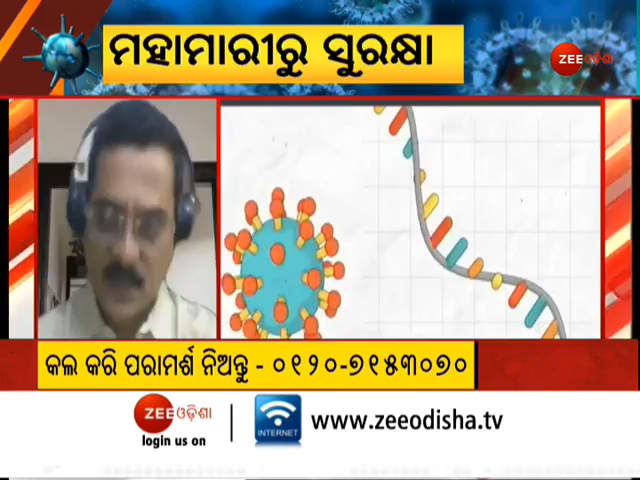 ମହାମାରୀରୁ ସୁରକ୍ଷା
ZEE ଓଡ଼ିଶା
କଲ କରି ପରାମର୍ଶ ନିଅନ୍ତୁ - ୦୧୨୦-୭୧୫୩୦୭୦
ZEE ଓଡ଼ିଶା
login us on
INTERNET
www.zeeodisha.tv